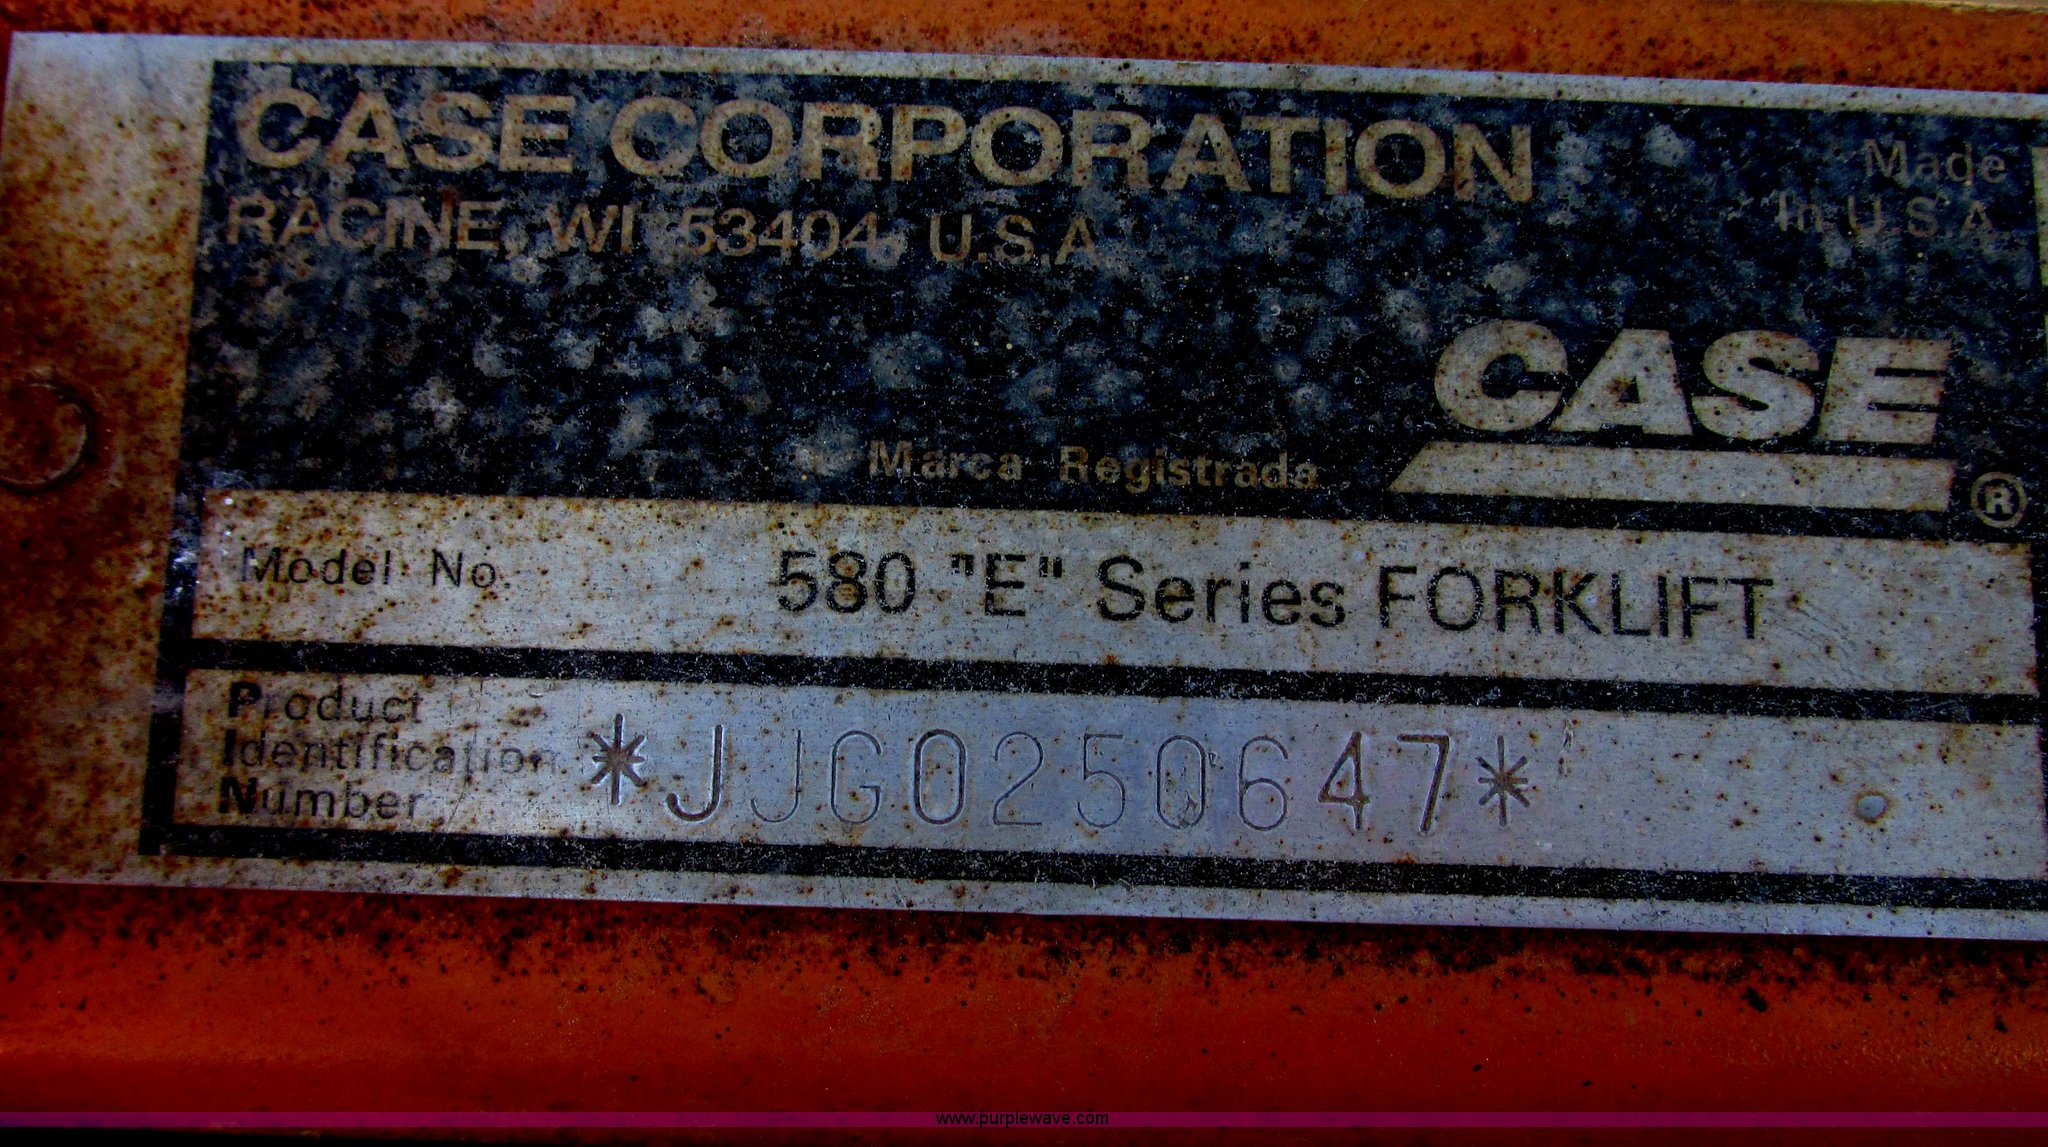 CASE CORPORATION
RACINE, WI 53404, U.S.A.
Made
In U.S.A.
CASE ®
Marca Registrada
Model No. 580 "E" Series FORKLIFT
Product
Identification
Number
*JJG0250647*
www.purplewave.com